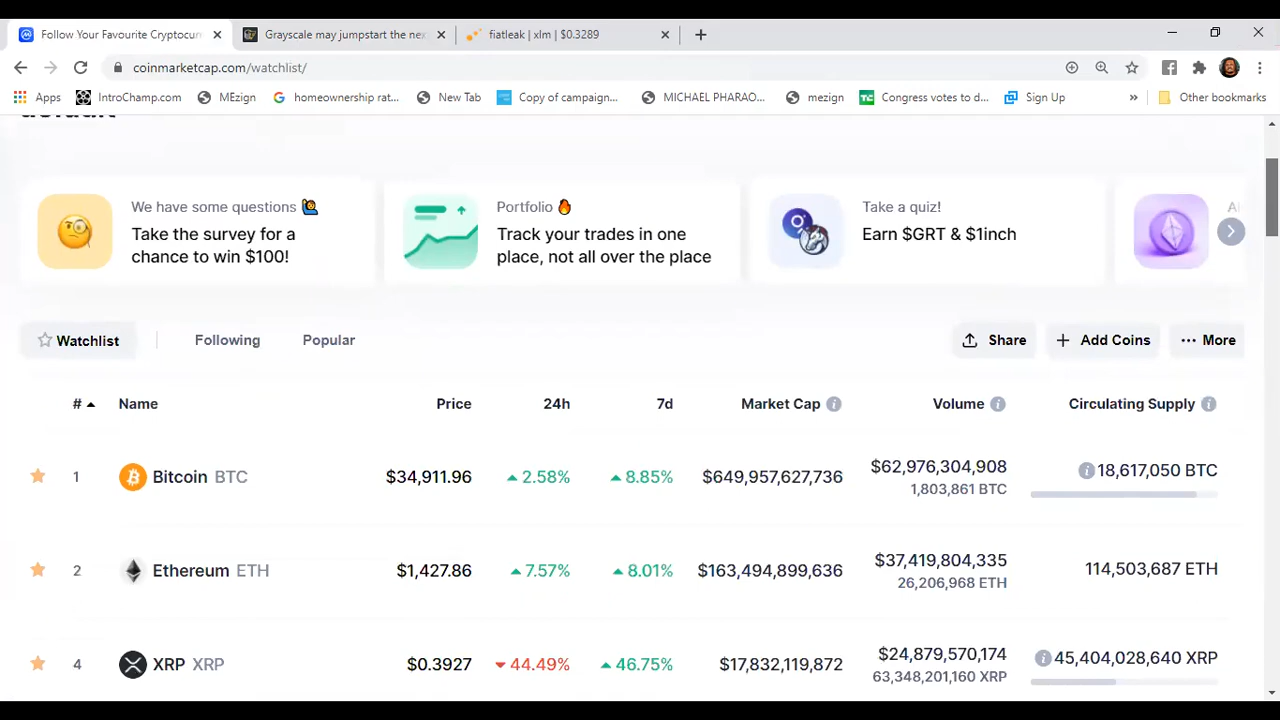 Follow Your Favourite Cryptocur
Grayscale may jumpstart the nex
fiatleak | xlm | $0.3289
coinmarketcap.com/watchlist/
Apps
IntroChamp.com
MEzign
homeownership rat...
New Tab
Copy of campaign...
MICHAEL PHARAO...
mezign
Congress votes to d...
Sign Up
»
Other bookmarks
We have some questions
Take the survey for a
chance to win $100!
Portfolio
Track your trades in one
place, not all over the place
Take a quiz!
Earn $GRT & $1inch
Watchlist
Following
Popular
Share
+ Add Coins
More
# Name Price 24h 7d Market Cap Volume Circulating Supply
1 Bitcoin BTC $34,911.96 2.58% 8.85% $649,957,627,736 $62,976,304,908 18,617,050 BTC
1,803,861 BTC
2 Ethereum ETH $1,427.86 7.57% 8.01% $163,494,899,636 $37,419,804,335 114,503,687 ETH
26,206,968 ETH
4 XRP XRP $0.3927 44.49% 46.75% $17,832,119,872 $24,879,570,174 45,404,028,640 XRP
63,348,201,160 XRP